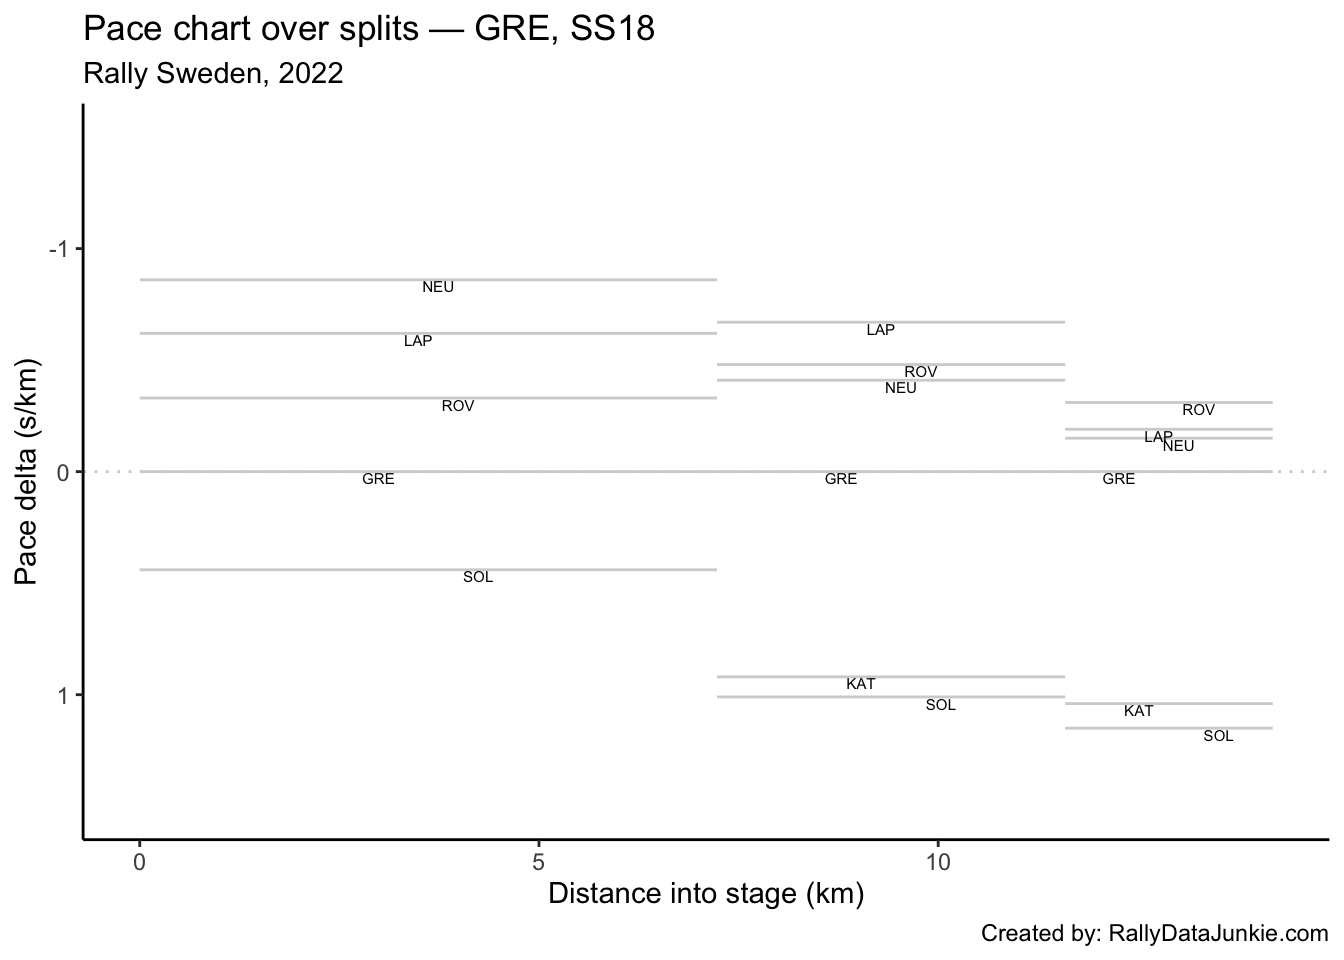 Pace chart over splits — GRE, SS18
Rally Sweden, 2022
Pace delta (s/km)
-1
0
1
NEU
LAP
ROV
GRE
SOL
LAP
ROV
NEU
GRE
KAT
SOL
ROV
LAP
NEU
GRE
KAT
SOL
0 5 10
Distance into stage (km)
Created by: RallyDataJunkie.com